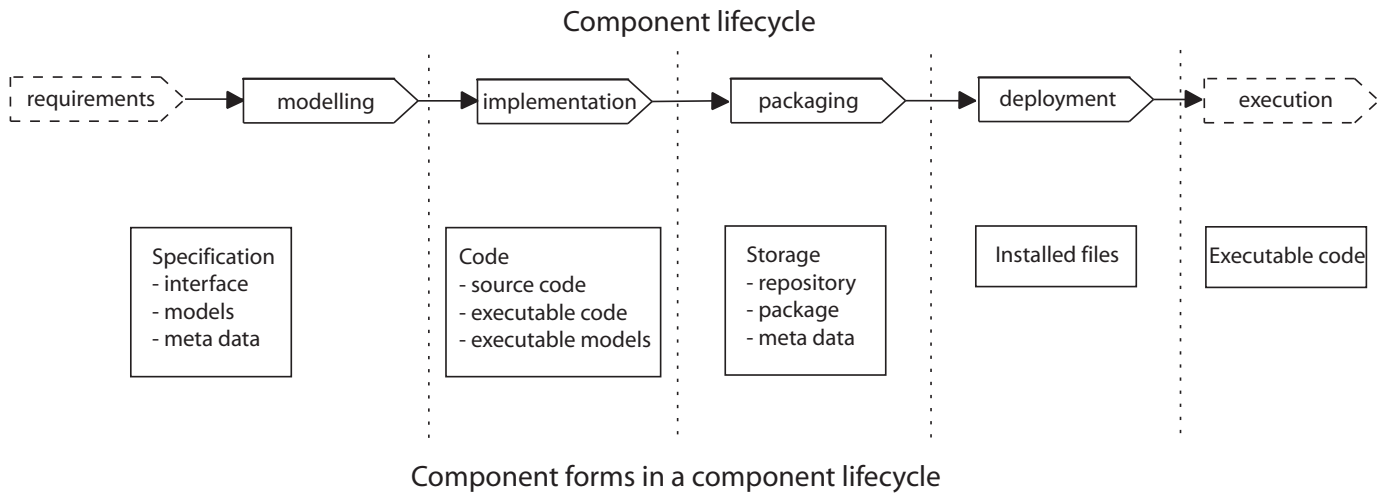 Component lifecycle
requirements
modelling
implementation
packaging
deployment
execution
Specification
- interface
- models
- meta data
Code
- source code
- executable code
- executable models
Storage
- repository
- package
- meta data
Installed files
Executable code
Component forms in a component lifecycle